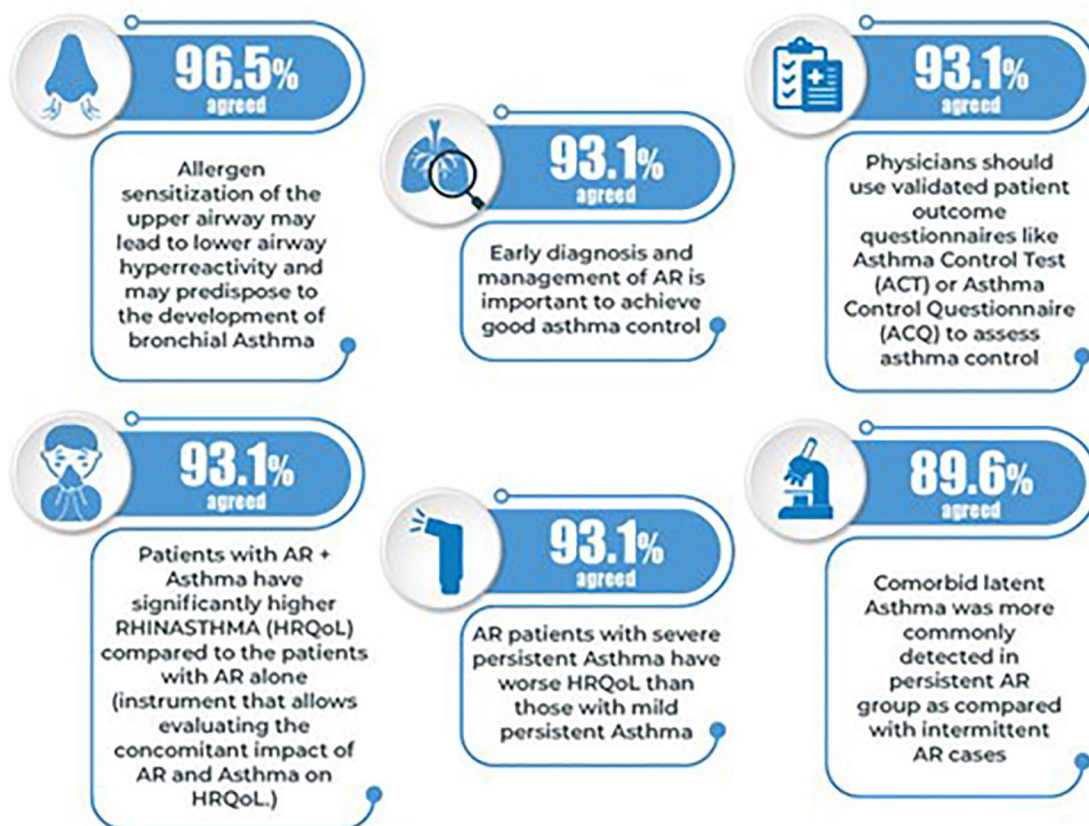 96.5%
agreed
Allergen
sensitization of the
upper airway may
lead to lower airway
hyperreactivity and
may predispose to
the development of
bronchial Asthma
93.1%
agreed
Early diagnosis and
management of AR is
important to achieve
good asthma control
93.1%
agreed
Physicians should
use validated patient
outcome
questionnaires like
Asthma Control Test
(ACT) or Asthma
Control Questionnaire
(ACQ) to assess
asthma control
93.1%
agreed
Patients with AR +
Asthma have
significantly higher
RHINASTHMA (HRQoL)
compared to the patients
with AR alone
(instrument that allows
evaluating the
concomitant impact of
AR and Asthma on
HRQoL.)
93.1%
agreed
AR patients with severe
persistent Asthma have
worse HRQoL than
those with mild
persistent Asthma
89.6%
agreed
Comorbid latent
Asthma was more
commonly
detected in
persistent AR
group as compared
with intermittent
AR cases